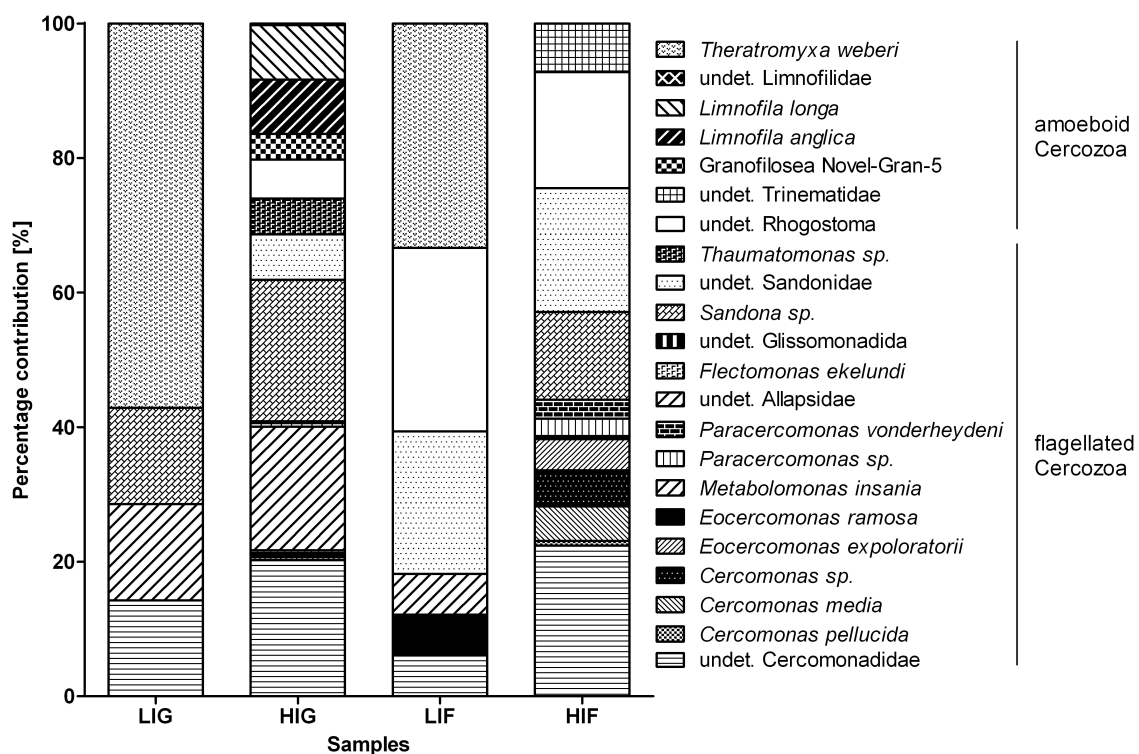 100
80
60
40
20
0
Percentage contribution [%]
LIG
HIG
LIF
HIF
Samples
Theratromyxa weberi
undet. Limnofilidae
Limnofila longa
Limnofila anglica
Granofilosea Novel-Gran-5
undet. Trinematidae
undet. Rhogostoma
Thaumatomonas sp.
undet. Sandonidae
Sandona sp.
undet. Glissomonadida
Flectomonas ekelundi
undet. Allapsidae
Paracercomonas vonderheydeni
Paracercomonas sp.
Metabolomonas insania
Eocercomonas ramosa
Eocercomonas expoloratorii
Cercomonas sp.
Cercomonas media
Cercomonas pellucida
undet. Cercomonadidae
amoeboid
Cercozoa
flagellated
Cercozoa